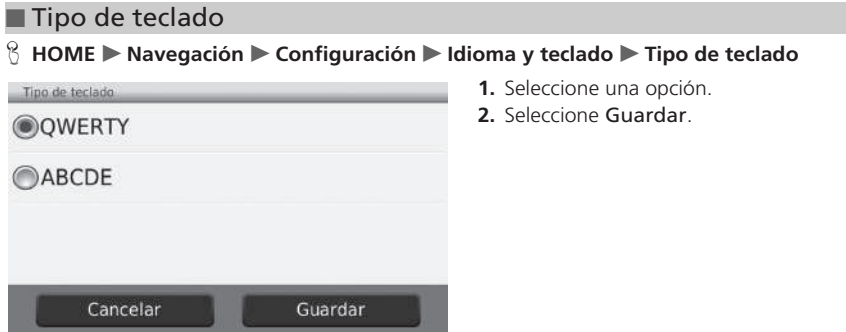 ■ Tipo de teclado
HOME ▶ Navegación ▶ Configuración ▶ Idioma y teclado ▶ Tipo de teclado
Tipo de teclado
QWERTY
ABCDE
Cancelar
Guardar
1. Seleccione una opción.
2. Seleccione Guardar.